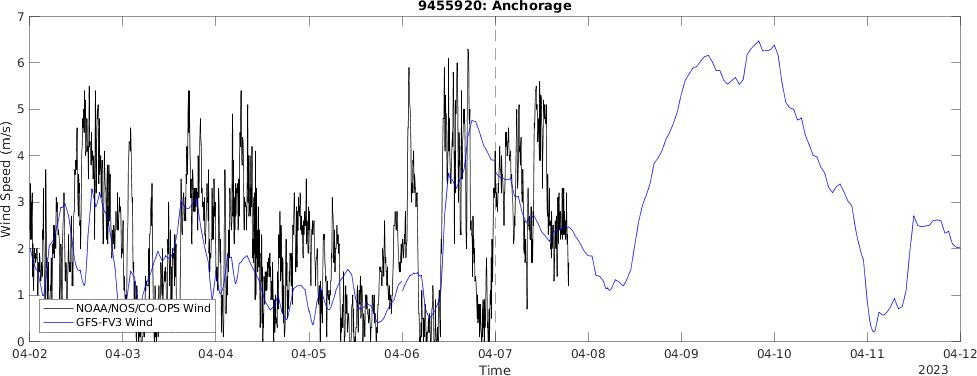 9455920: Anchorage
7
6
5
4
3
2
1
0
Wind Speed (m/s)
NOAA/NOS/CO-OPS Wind
GFS-FV3 Wind
04-02 04-03 04-04 04-05 04-06 04-07 04-08 04-09 04-10 04-11 04-12
Time
2023